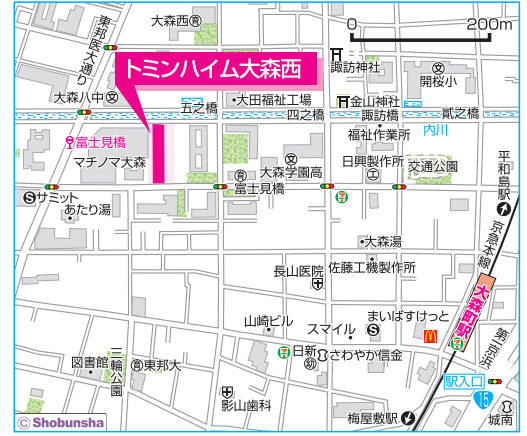 大森西
0 200m
東邦医大通り
諏訪神社
開桜小
トミンハイム大森西
大森八中
五之橋
大田福祉工場
金山神社
四之橋
諏訪橋
貳之橋
福祉作業所
内川
富士見橋
マチノマ大森
大森学園高
日興製作所
交通公園
平和島駅
富士見橋
サミット
あたり湯
京急本線
大森湯
長山医院
佐藤工機製作所
大森町駅
山崎ビル
スマイル
まいばすけっと
第一京浜
図書館
三輪公園
東邦大
日新
さわやか信金
駅入口
15
影山歯科
梅屋敷駅
城南
© Shobunsha